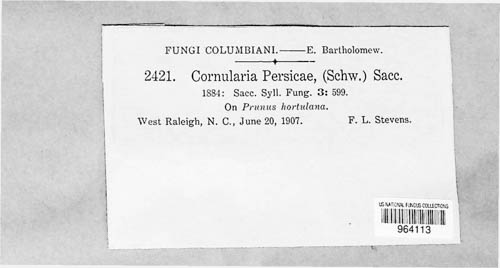 FUNGI COLUMBIANI.—E. Bartholomew.
2421. Cornularia Persicae, (Schw.) Sacc.
1884: Sacc. Syll. Fung. 3: 599.
On Prunus hortulana.
West Raleigh, N. C., June 20, 1907. F. L. Stevens.
US NATIONAL FUNGUS COLLECTIONS
964113